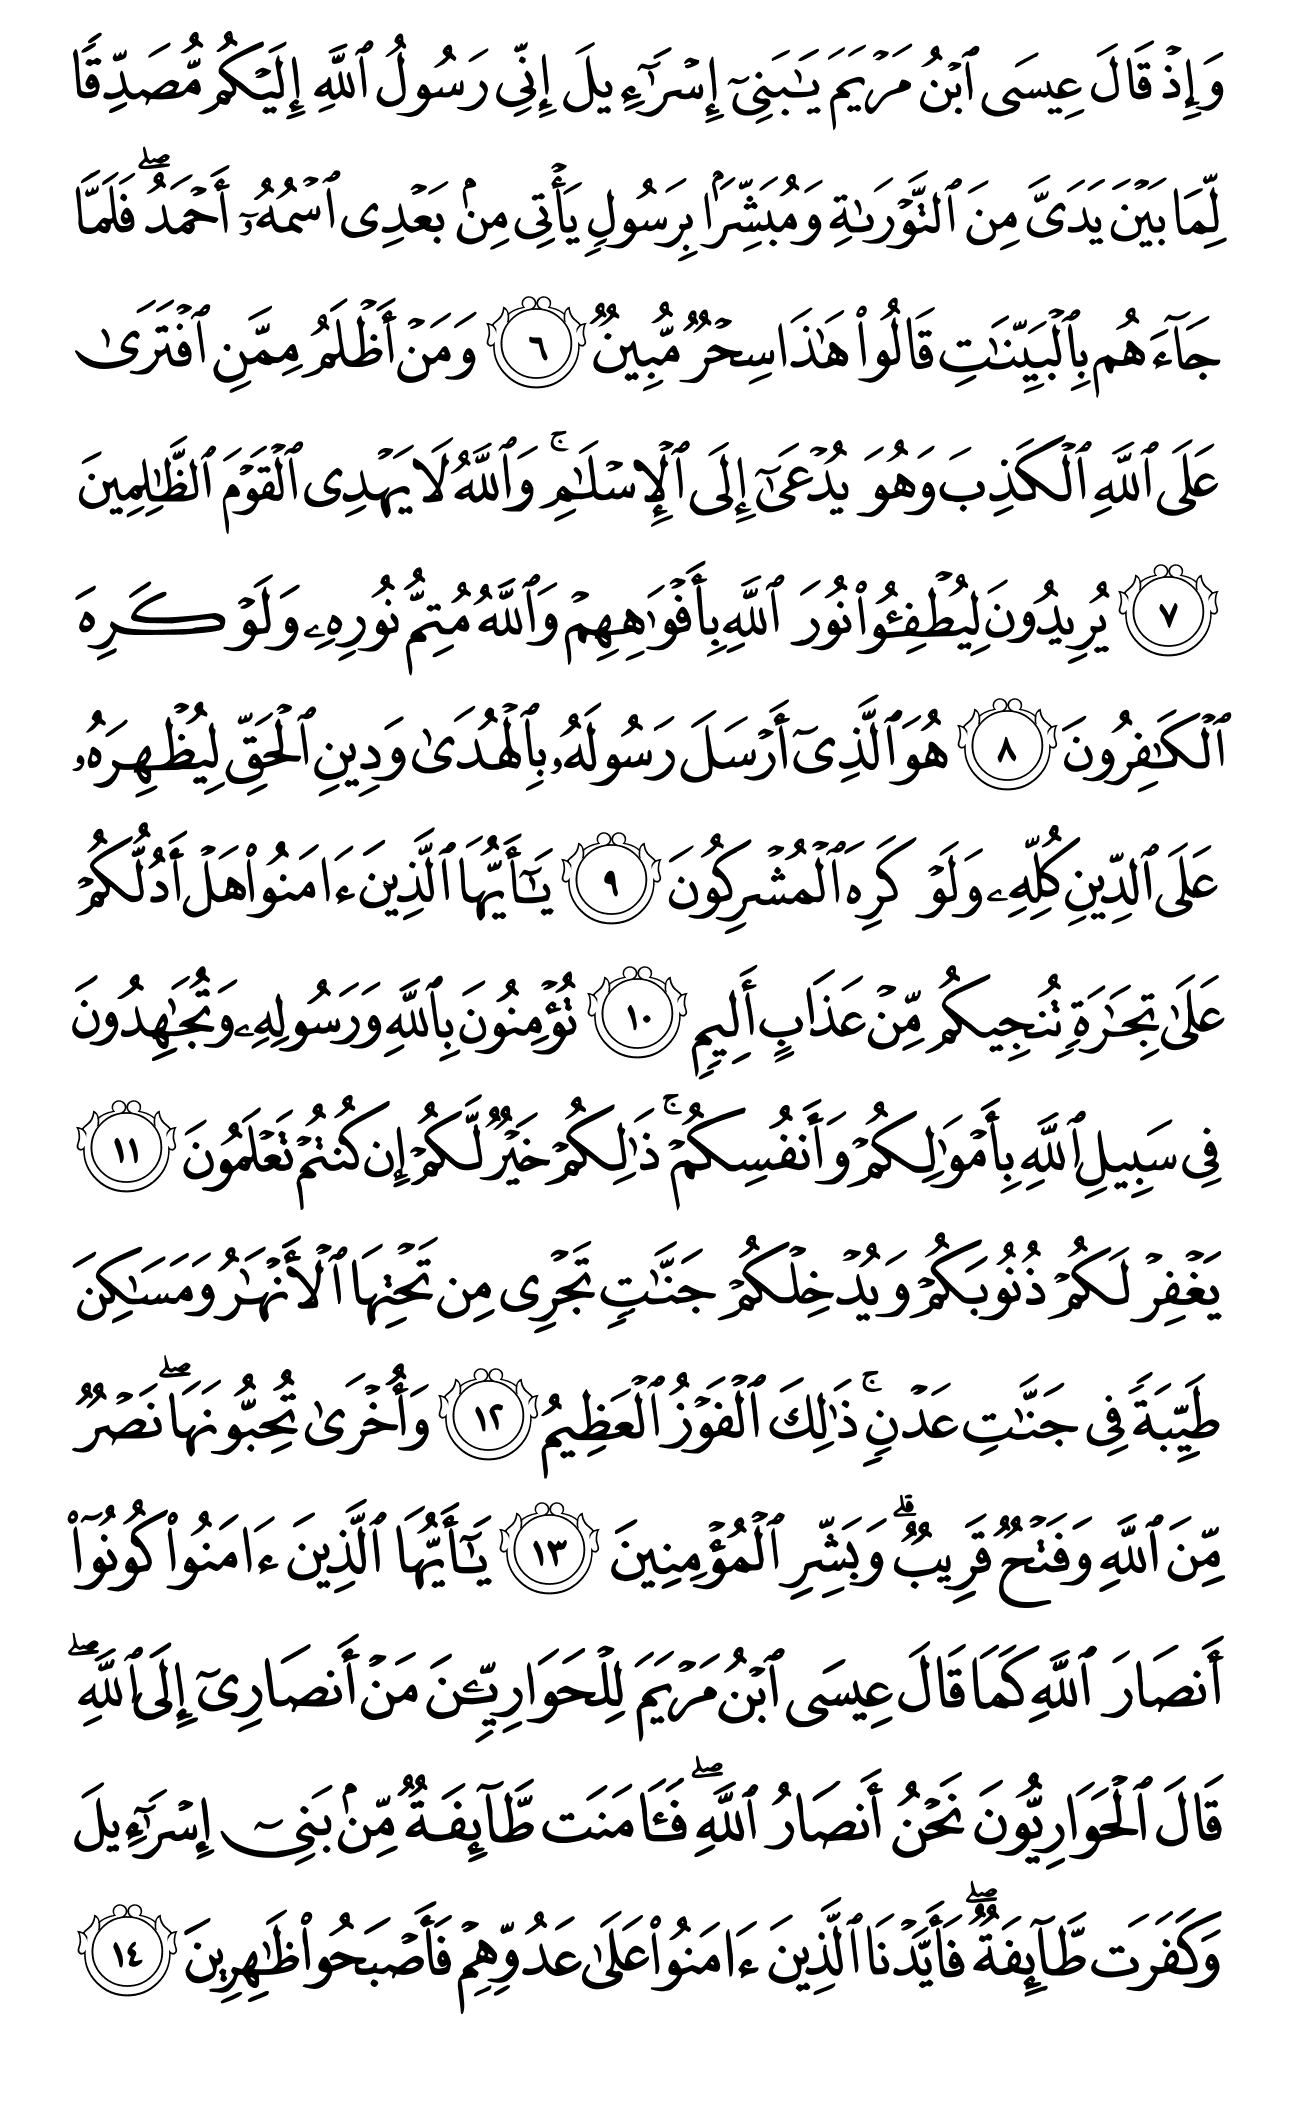 وَإِذۡ قَالَ عِيسَى ٱبۡنُ مَرۡيَمَ يَٰبَنِيٓ إِسۡرَٰٓءِيلَ إِنِّي رَسُولُ ٱللَّهِ إِلَيۡكُم مُّصَدِّقٗا
لِّمَا بَيۡنَ يَدَيَّ مِنَ ٱلتَّوۡرَىٰةِ وَمُبَشِّرَۢا بِرَسُولٖ يَأۡتِي مِنۢ بَعۡدِي ٱسۡمُهُۥٓ أَحۡمَدُۖ فَلَمَّا
جَآءَهُم بِٱلۡبَيِّنَٰتِ قَالُواْ هَٰذَا سِحۡرٞ مُّبِينٞ ٦ وَمَنۡ أَظۡلَمُ مِمَّنِ ٱفۡتَرَىٰ
عَلَى ٱللَّهِ ٱلۡكَذِبَ وَهُوَ يُدۡعَىٰٓ إِلَى ٱلۡإِسۡلَٰمِۚ وَٱللَّهُ لَا يَهۡدِي ٱلۡقَوۡمَ ٱلظَّٰلِمِينَ
٧ يُرِيدُونَ لِيُطۡفِـُٔواْ نُورَ ٱللَّهِ بِأَفۡوَٰهِهِمۡ وَٱللَّهُ مُتِمُّ نُورِهِۦ وَلَوۡ كَرِهَ
ٱلۡكَٰفِرُونَ ٨ هُوَ ٱلَّذِيٓ أَرۡسَلَ رَسُولَهُۥ بِٱلۡهُدَىٰ وَدِينِ ٱلۡحَقِّ لِيُظۡهِرَهُۥ
عَلَى ٱلدِّينِ كُلِّهِۦ وَلَوۡ كَرِهَ ٱلۡمُشۡرِكُونَ ٩ يَٰٓأَيُّهَا ٱلَّذِينَ ءَامَنُواْ هَلۡ أَدُلُّكُمۡ
عَلَىٰ تِجَٰرَةٖ تُنجِيكُم مِّنۡ عَذَابٍ أَلِيمٖ ١٠ تُؤۡمِنُونَ بِٱللَّهِ وَرَسُولِهِۦ وَتُجَٰهِدُونَ
فِي سَبِيلِ ٱللَّهِ بِأَمۡوَٰلِكُمۡ وَأَنفُسِكُمۡۚ ذَٰلِكُمۡ خَيۡرٞ لَّكُمۡ إِن كُنتُمۡ تَعۡلَمُونَ ١١
يَغۡفِرۡ لَكُمۡ ذُنُوبَكُمۡ وَيُدۡخِلۡكُمۡ جَنَّٰتٖ تَجۡرِي مِن تَحۡتِهَا ٱلۡأَنۡهَٰرُ وَمَسَٰكِنَ
طَيِّبَةٗ فِي جَنَّٰتِ عَدۡنٖۚ ذَٰلِكَ ٱلۡفَوۡزُ ٱلۡعَظِيمُ ١٢ وَأُخۡرَىٰ تُحِبُّونَهَاۖ نَصۡرٞ
مِّنَ ٱللَّهِ وَفَتۡحٞ قَرِيبٞۗ وَبَشِّرِ ٱلۡمُؤۡمِنِينَ ١٣ يَٰٓأَيُّهَا ٱلَّذِينَ ءَامَنُواْ كُونُوٓاْ
أَنصَارَ ٱللَّهِ كَمَا قَالَ عِيسَى ٱبۡنُ مَرۡيَمَ لِلۡحَوَارِيِّـۧنَ مَنۡ أَنصَارِيٓ إِلَى ٱللَّهِۖ
قَالَ ٱلۡحَوَارِيُّونَ نَحۡنُ أَنصَارُ ٱللَّهِۖ فَـَٔامَنَت طَّآئِفَةٞ مِّنۢ بَنِيٓ إِسۡرَٰٓءِيلَ
وَكَفَرَت طَّآئِفَةٞۖ فَأَيَّدۡنَا ٱلَّذِينَ ءَامَنُواْ عَلَىٰ عَدُوِّهِمۡ فَأَصۡبَحُواْ ظَٰهِرِينَ ١٤